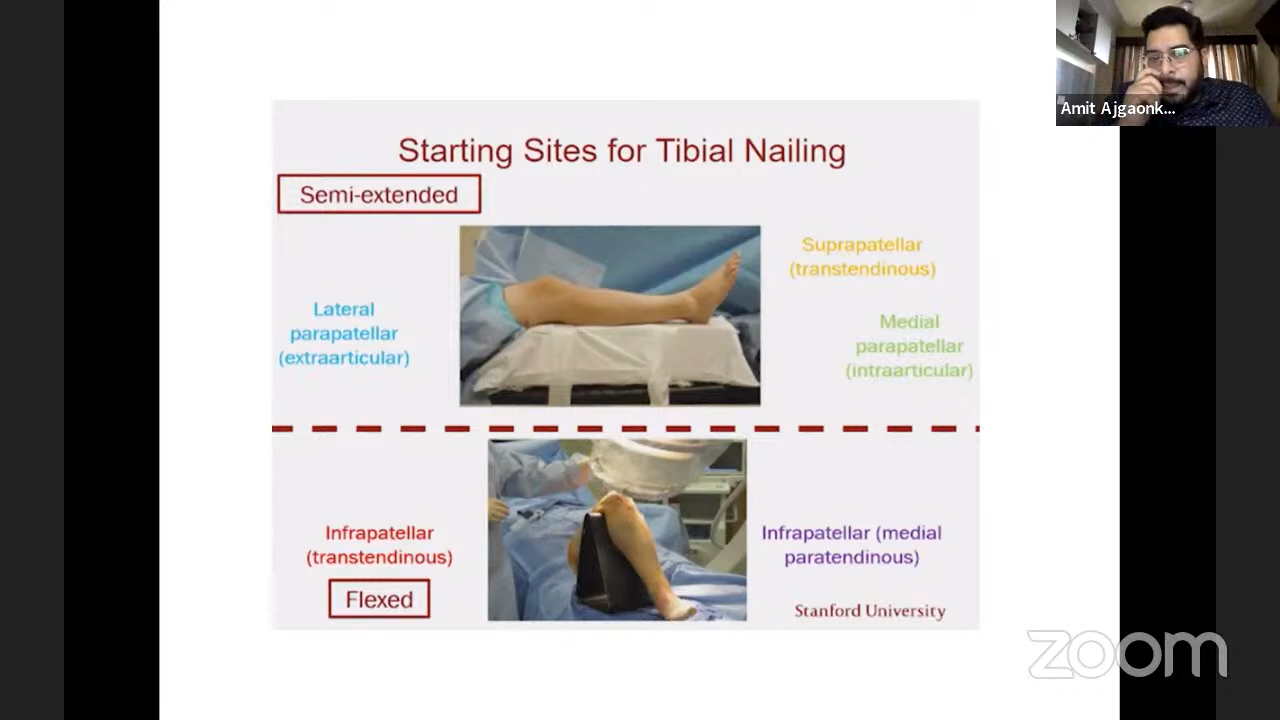 Amit Ajgaonk...
Starting Sites for Tibial Nailing
Semi-extended
Suprapatellar
(transtendinous)
Lateral
parapatellar
(extraarticular)
Medial
parapatellar
(intraarticular)
Infrapatellar
(transtendinous)
Infrapatellar (medial
paratendinous)
Flexed
Stanford University
zoom